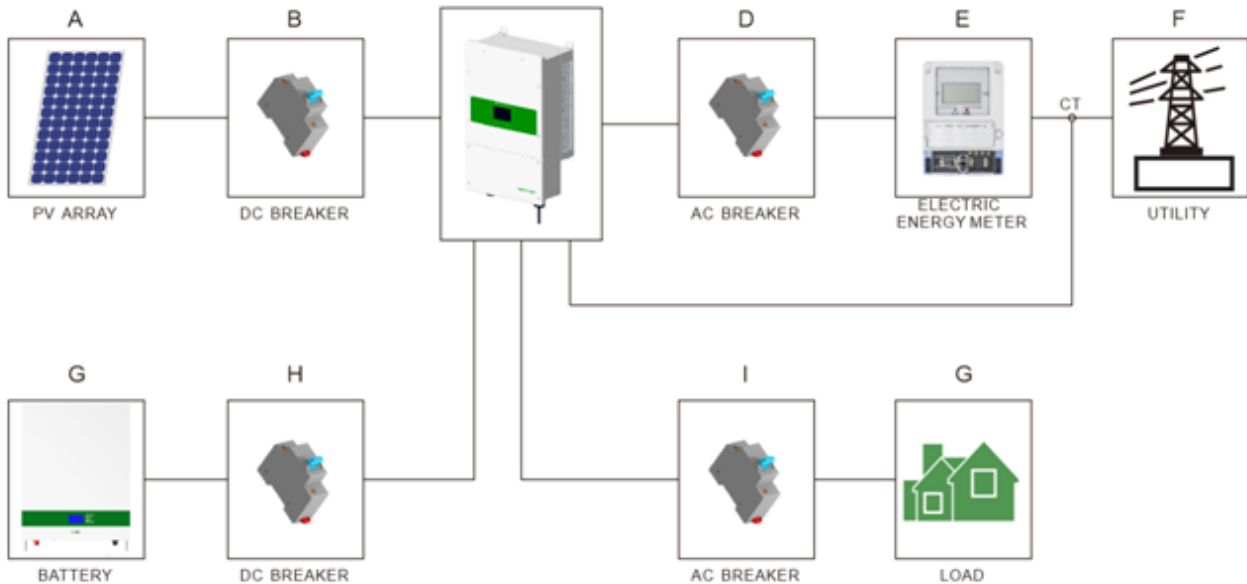 A
B
D
E
F
CT
PV ARRAY
DC BREAKER
AC BREAKER
ELECTRIC
ENERGY METER
UTILITY
G
H
I
G
BATTERY
DC BREAKER
AC BREAKER
LOAD